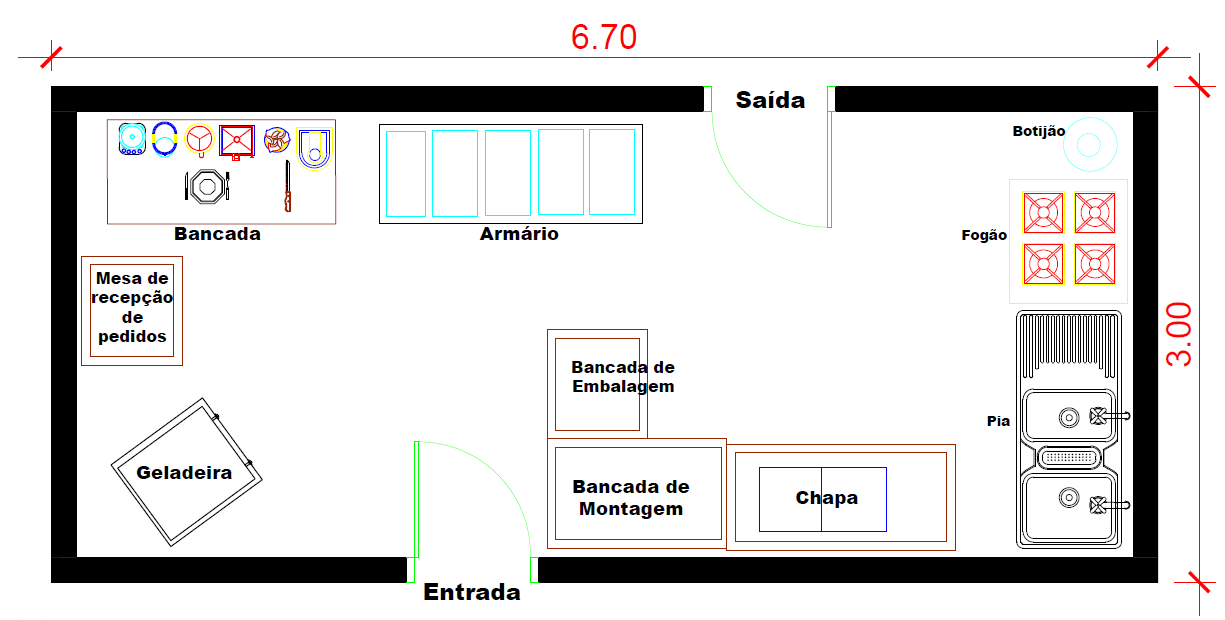 6.70
Saída
Botijão
Bancada
Armário
Fogão
Mesa de
recepção
de
pedidos
3.00
Bancada de
Embalagem
Pia
Geladeira
Bancada de
Montagem
Chapa
Entrada